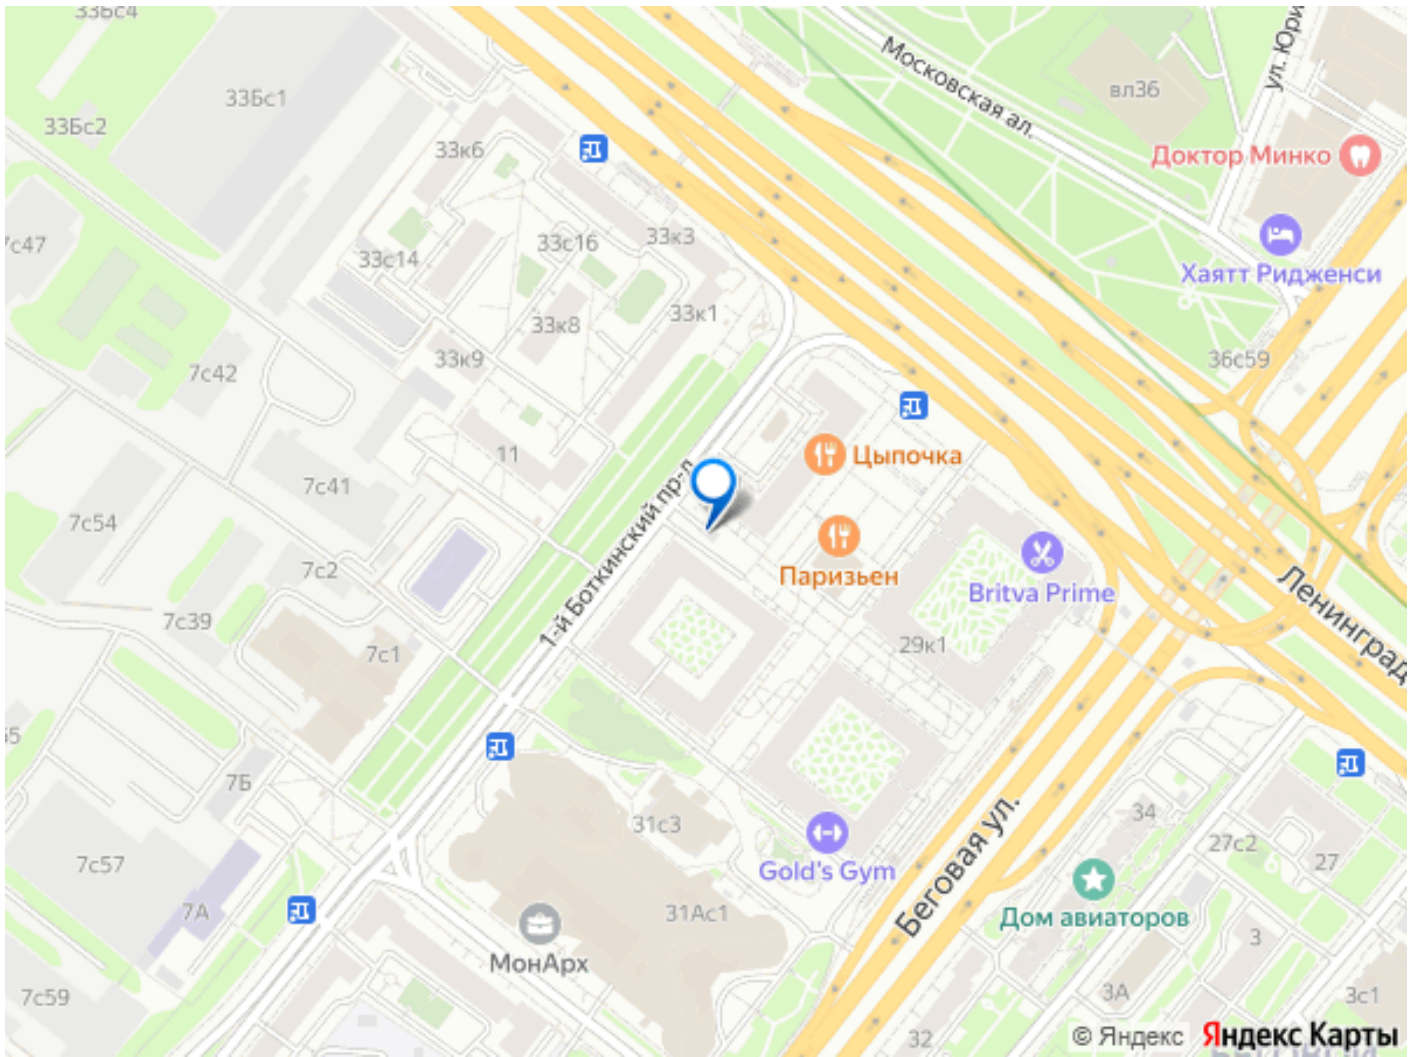 33Бс4
33Бс1
33Бс2
33к6
Московская ал.
вл36
ул. Юри
Доктор Минко
7с47
33с14
33с16
33к3
Хаятт Ридженси
33к8
33к1
33к9
7с42
36с59
11
Цыпочка
7с41
7с54
7с2
1-й Боткинский пр-д
Паризьен
Britva Prime
Ленинград
7с39
7с1
29к1
7Б
31с3
34
27с2
27
7с57
Gold's Gym
Беговая ул.
7А
31Ас1
Дом авиаторов
МонАрх
3
7с59
3А
3с1
32
© Яндекс Яндекс Карты